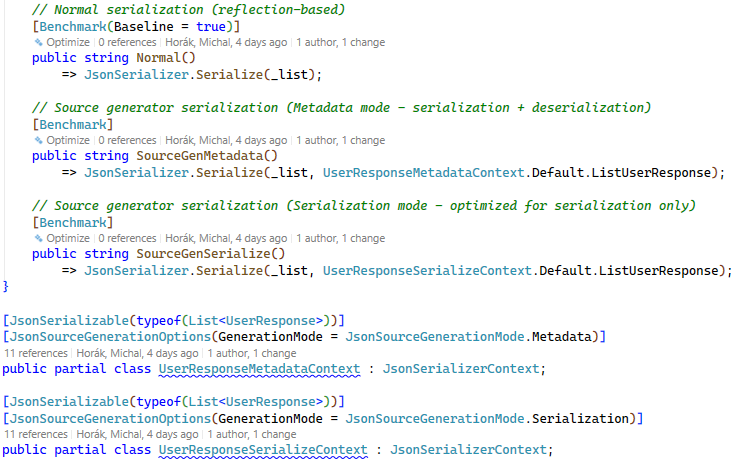 // Normal serialization (reflection-based)
[Benchmark(Baseline = true)]
Optimize | 0 references | Horák, Michal, 4 days ago | 1 author, 1 change
public string Normal()
=> JsonSerializer.Serialize(_list);
// Source generator serialization (Metadata mode - serialization + deserialization)
[Benchmark]
Optimize | 0 references | Horák, Michal, 4 days ago | 1 author, 1 change
public string SourceGenMetadata()
=> JsonSerializer.Serialize(_list, UserResponseMetadataContext.Default.ListUserResponse);
// Source generator serialization (Serialization mode - optimized for serialization only)
[Benchmark]
Optimize | 0 references | Horák, Michal, 4 days ago | 1 author, 1 change
public string SourceGenSerialize()
=> JsonSerializer.Serialize(_list, UserResponseSerializeContext.Default.ListUserResponse);
}
[JsonSerializable(typeof(List<UserResponse>))]
[JsonSourceGenerationOptions(GenerationMode = JsonSourceGenerationMode.Metadata)]
11 references | Horák, Michal, 4 days ago | 1 author, 1 change
public partial class UserResponseMetadataContext : JsonSerializerContext;
[JsonSerializable(typeof(List<UserResponse>))]
[JsonSourceGenerationOptions(GenerationMode = JsonSourceGenerationMode.Serialization)]
11 references | Horák, Michal, 4 days ago | 1 author, 1 change
public partial class UserResponseSerializeContext : JsonSerializerContext;